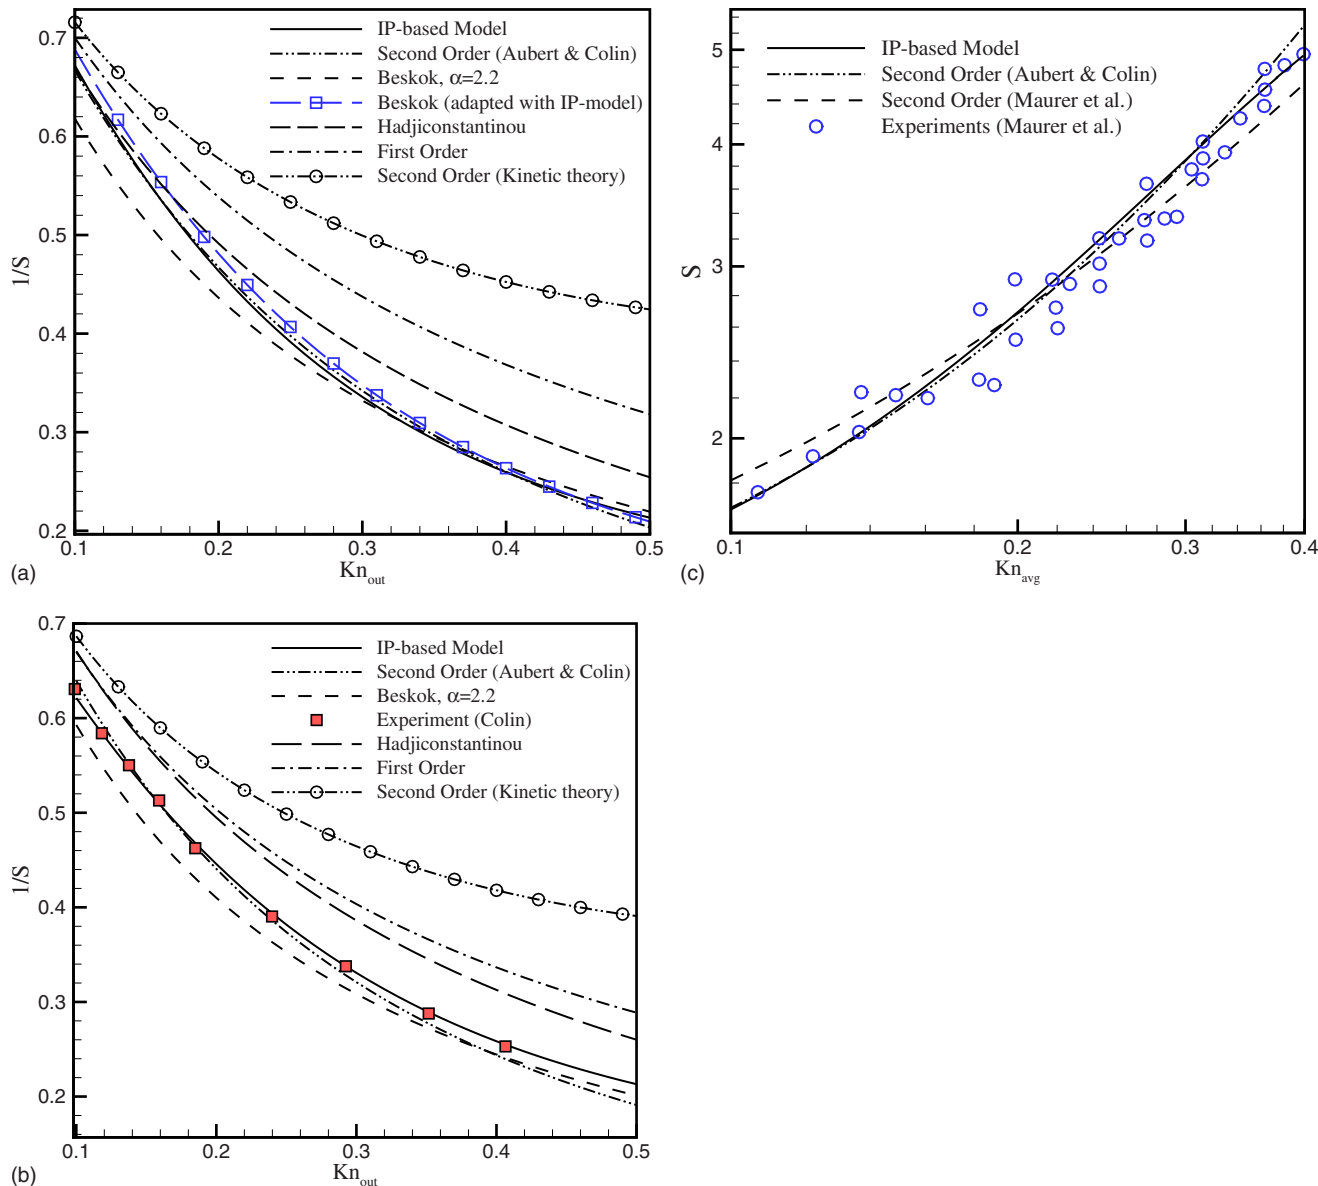 0.7
0.6
0.5
0.4
0.3
0.2
1/S
0.1
0.2
0.3
0.4
0.5
Kn_out
(a)
IP-based Model
Second Order (Aubert & Colin)
Beskok, α=2.2
Beskok (adapted with IP-model)
Hadjiconstantinou
First Order
Second Order (Kinetic theory)
5
4
3
2
S
0.1
0.2
0.3
0.4
Kn_avg
(c)
IP-based Model
Second Order (Aubert & Colin)
Second Order (Maurer et al.)
Experiments (Maurer et al.)
0.7
0.6
0.5
0.4
0.3
0.2
1/S
0.1
0.2
0.3
0.4
0.5
Kn_out
(b)
IP-based Model
Second Order (Aubert & Colin)
Beskok, α=2.2
Experiment (Colin)
Hadjiconstantinou
First Order
Second Order (Kinetic theory)